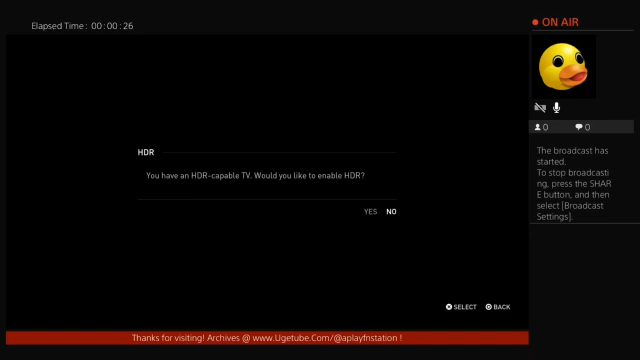 Elapsed Time : 00:00:26
ON AIR
0 0
The broadcast has
started.
To stop broadcasti
ng, press the SHAR
E button, and then
select [Broadcast
Settings].
HDR
You have an HDR-capable TV. Would you like to enable HDR?
YES NO
SELECT BACK
Thanks for visiting! Archives @ www.Ugetube.Com/@aplayfnstation !